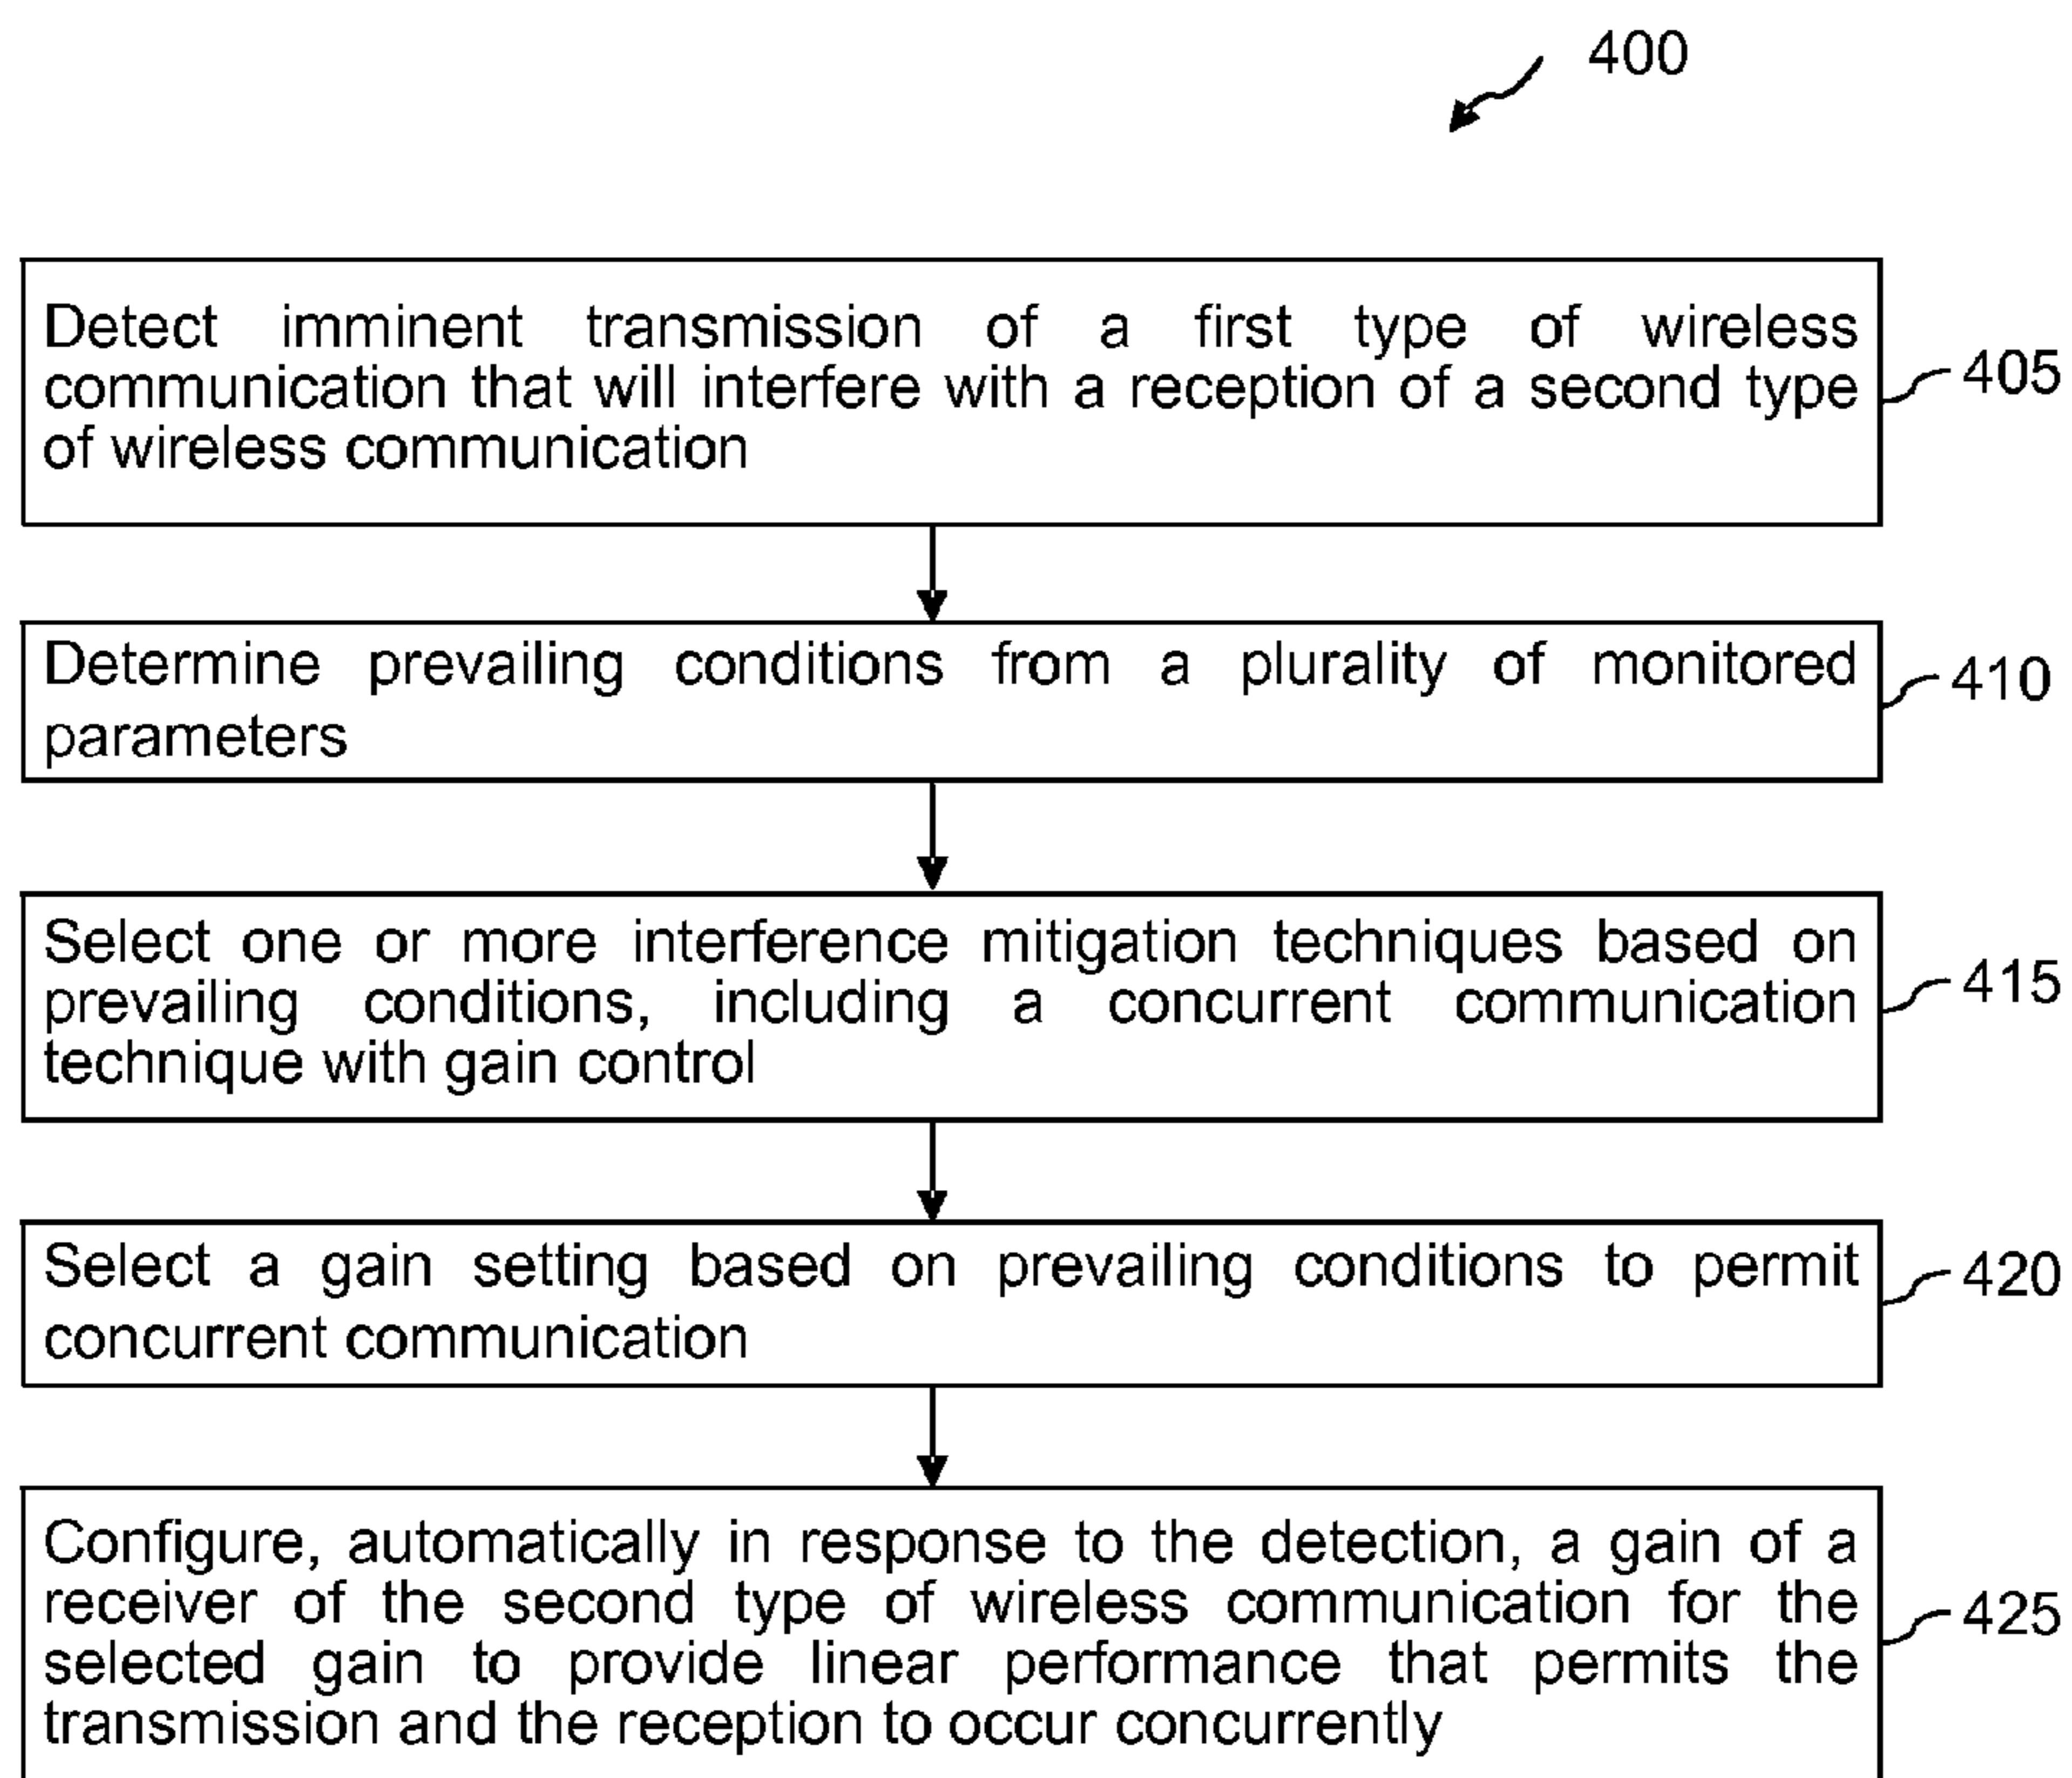 400
Detect imminent transmission of a first type of wireless
communication that will interfere with a reception of a second type
of wireless communication
405
Determine prevailing conditions from a plurality of monitored
parameters
410
Select one or more interference mitigation techniques based on
prevailing conditions, including a concurrent communication
technique with gain control
415
Select a gain setting based on prevailing conditions to permit
concurrent communication
420
Configure, automatically in response to the detection, a gain of a
receiver of the second type of wireless communication for the
selected gain to provide linear performance that permits the
transmission and the reception to occur concurrently
425